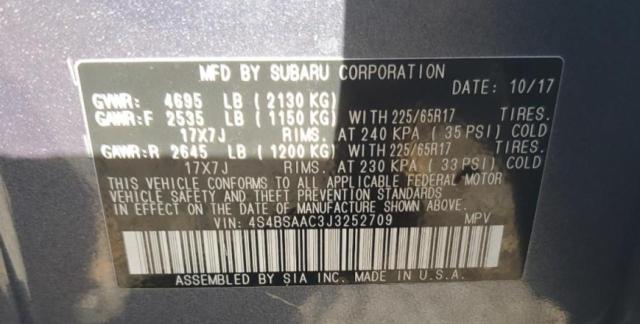 MFD BY SUBARU CORPORATION
DATE: 10/17
GVWR: 4695 LB (2130 KG)
GAWR:F 2535 LB (1150 KG) WITH 225/65R17 TIRES.
17X7J RIMS. AT 240 KPA (35 PSI) COLD
GAWR:R 2645 LB (1200 KG) WITH 225/65R17 TIRES.
17X7J RIMS. AT 230 KPA (33 PSI) COLD
THIS VEHICLE CONFORMS TO ALL APPLICABLE FEDERAL MOTOR
VEHICLE SAFETY AND THEFT PREVENTION STANDARDS
IN EFFECT ON THE DATE OF MANUFACTURE SHOWN ABOVE.
VIN: 4S4BSAAC3J3252709 MPV
ASSEMBLED BY SIA INC. MADE IN U.S.A.